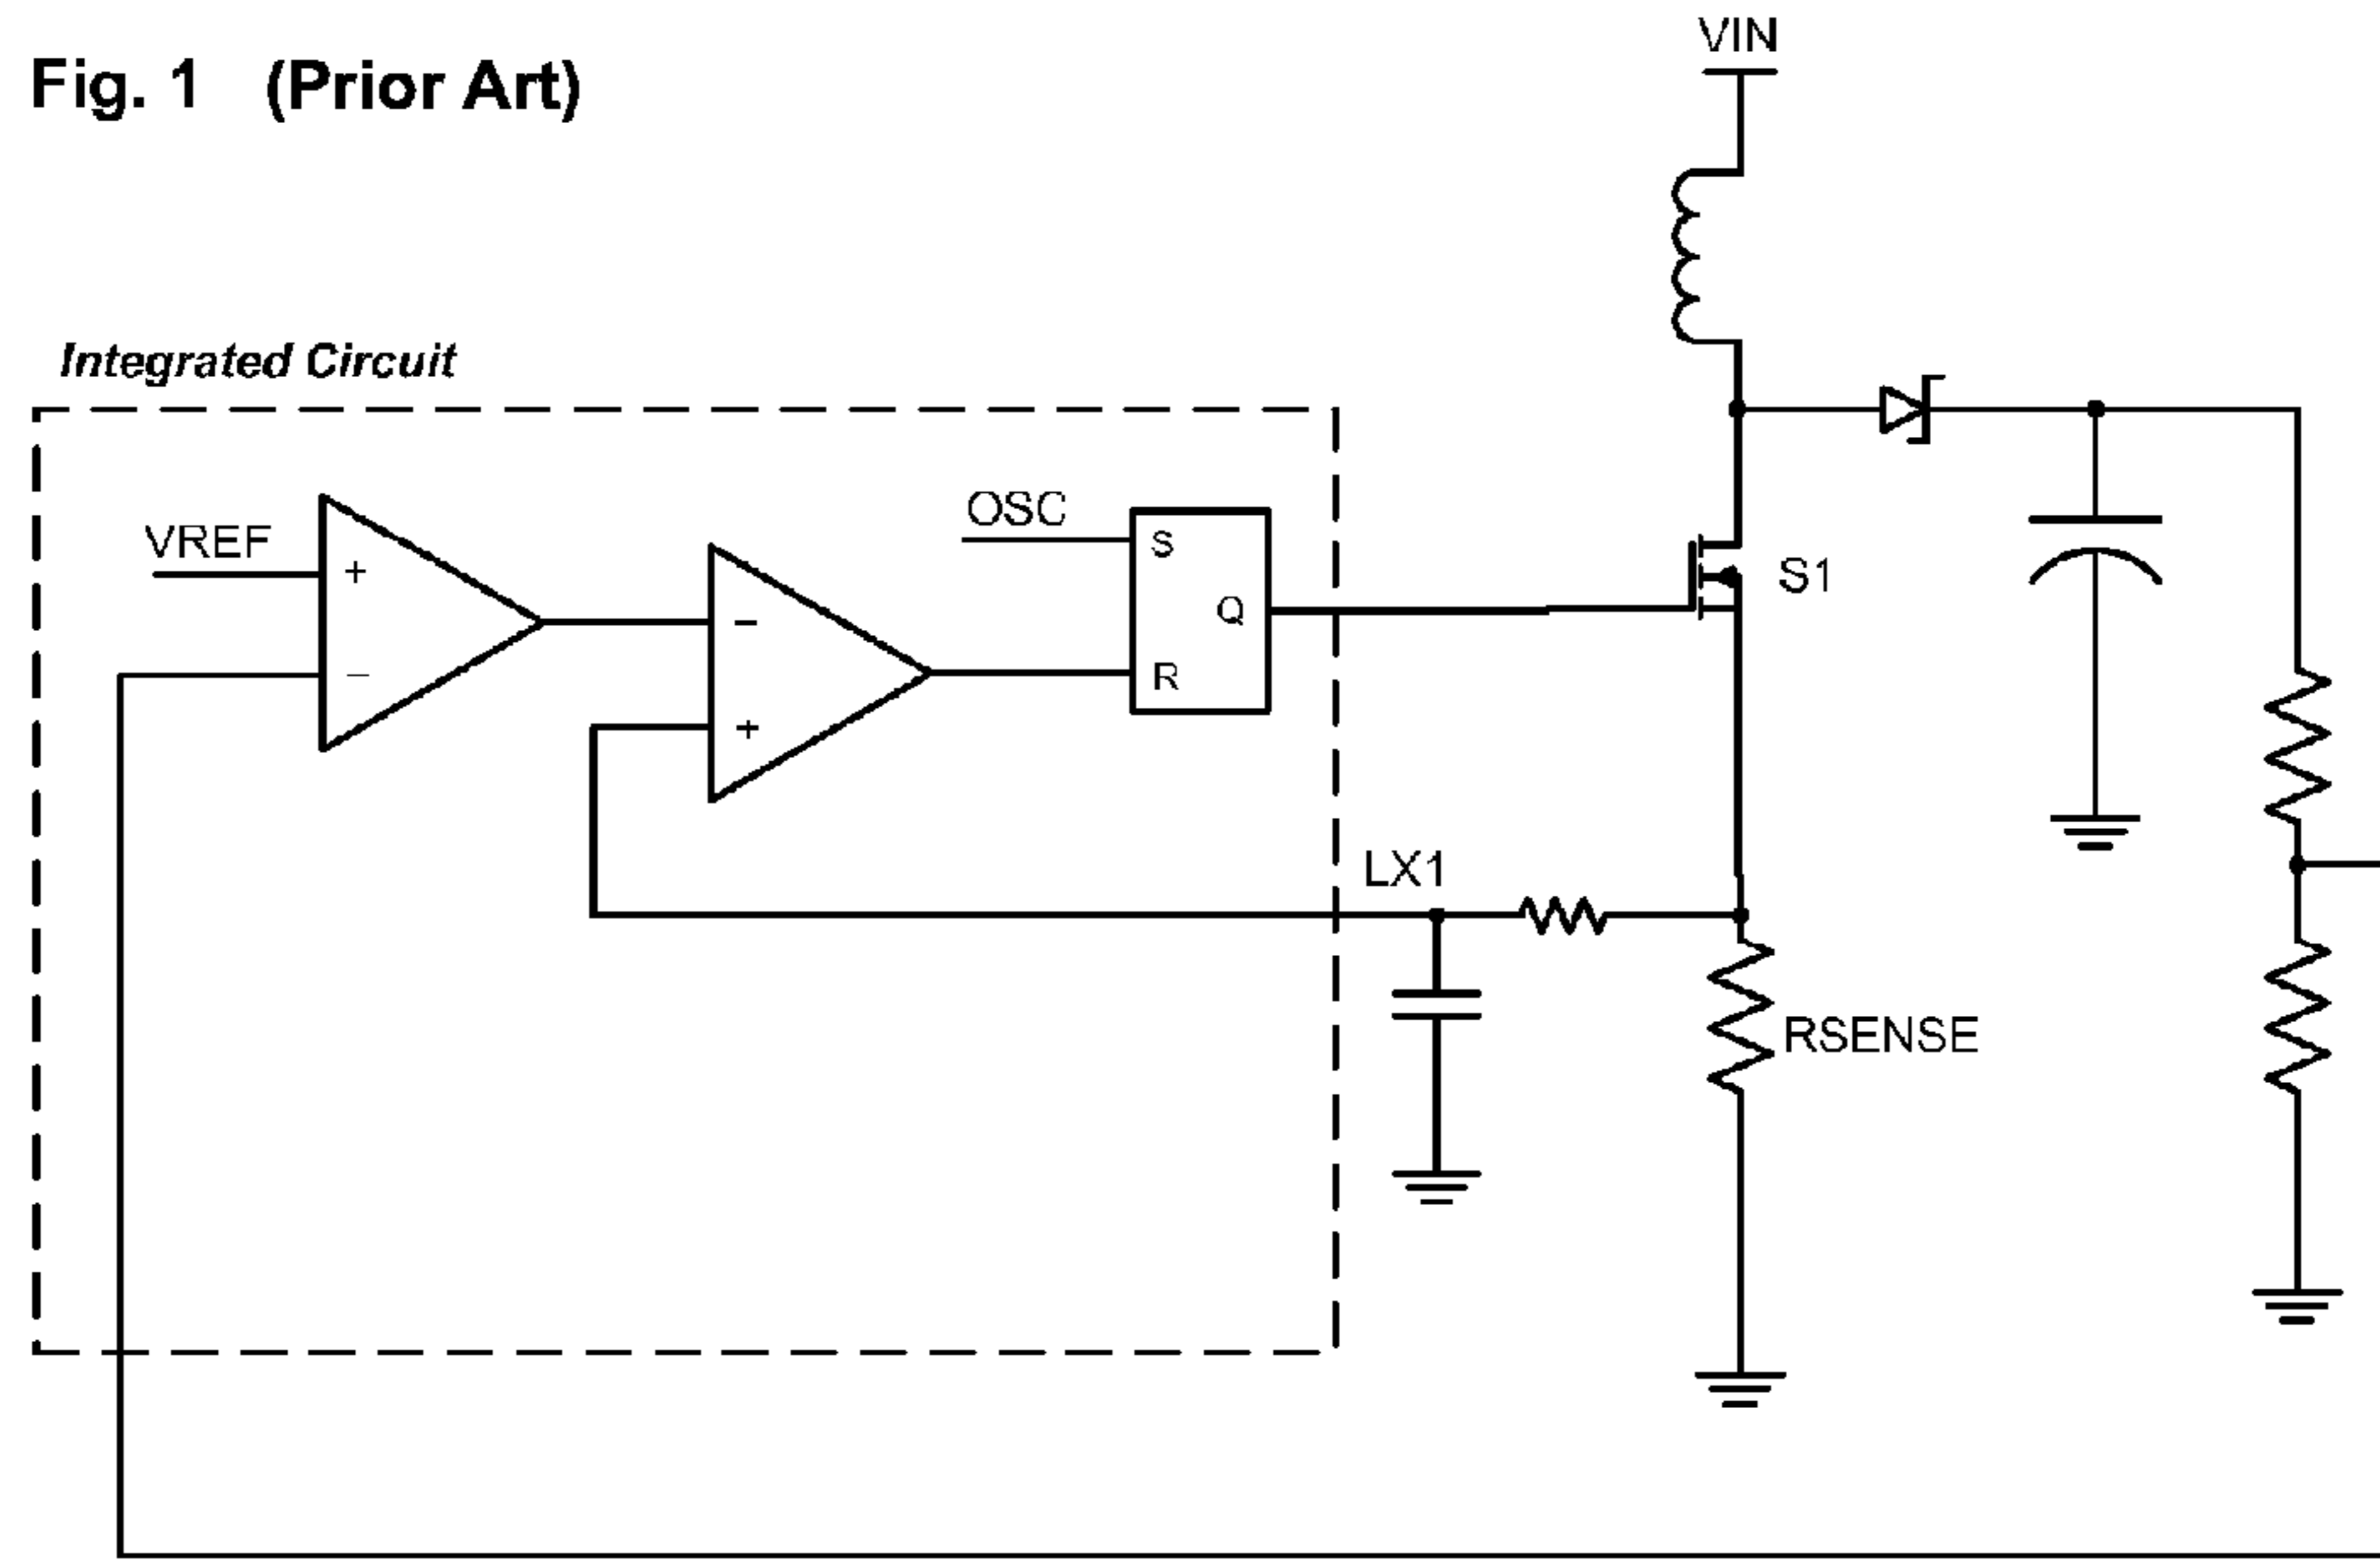 VIN
Fig. 1 (Prior Art)
Integrated Circuit
OSC
VREF
S
+
S1
Q
−
−
R
+
LX1
RSENSE